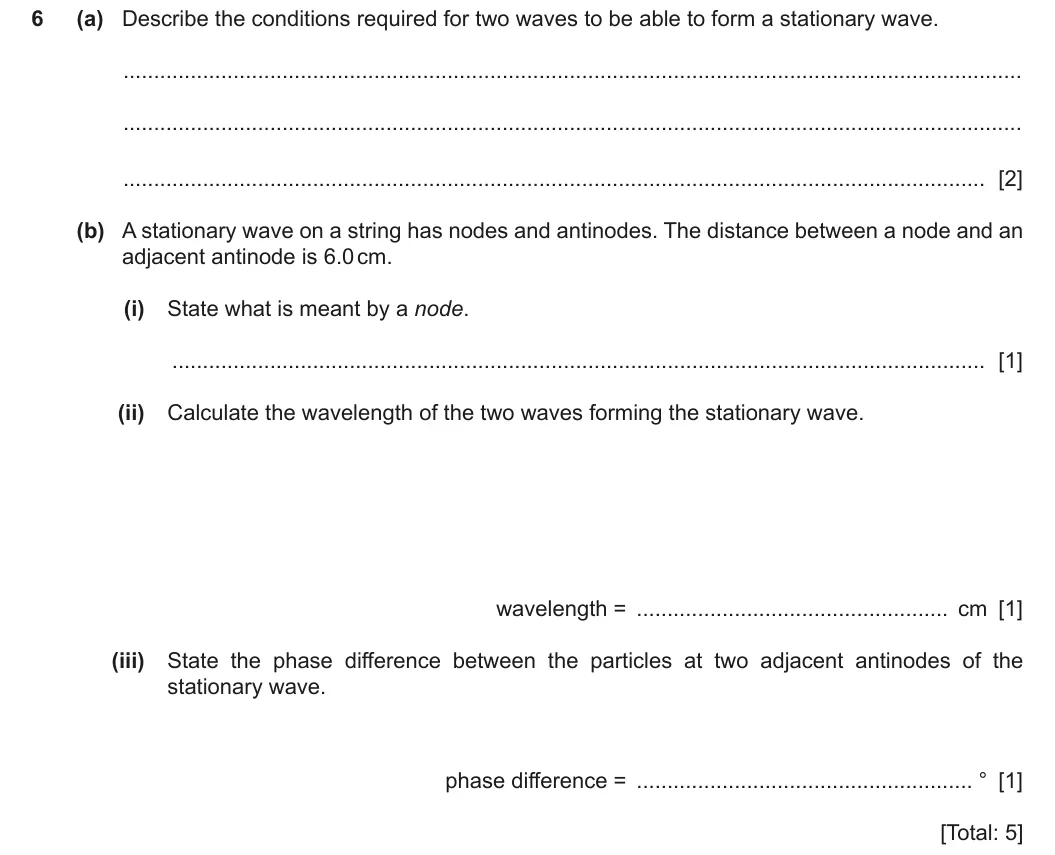 6 (a) Describe the conditions required for two waves to be able to form a stationary wave.
..........................................................................................................................................................
..........................................................................................................................................................
.................................................................................................................................................... [2]
(b) A stationary wave on a string has nodes and antinodes. The distance between a node and an
adjacent antinode is 6.0 cm.
(i) State what is meant by a node.
............................................................................................................................................ [1]
(ii) Calculate the wavelength of the two waves forming the stationary wave.
wavelength = ................................................... cm [1]
(iii) State the phase difference between the particles at two adjacent antinodes of the
stationary wave.
phase difference = ....................................................... ° [1]
[Total: 5]